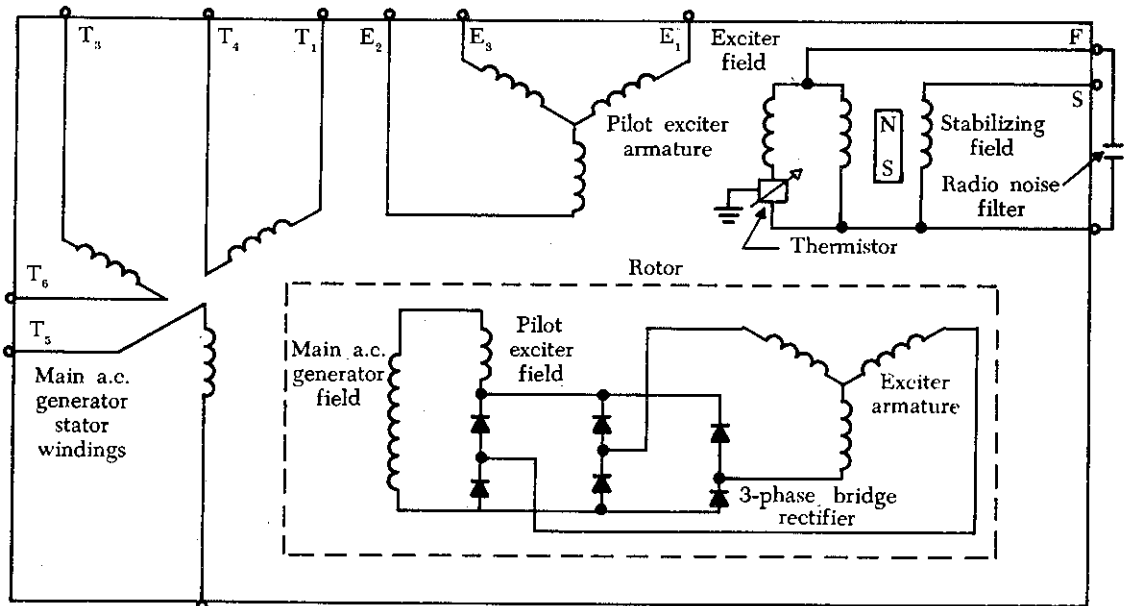 T₃
T₄
T₁
E₂
E₃
E₁
Exciter
field
F
S
Pilot exciter
armature
N
S
Stabilizing
field
Radio noise
filter
Thermistor
T₆
T₅
Main a.c.
generator
stator
windings
Rotor
Main a.c.
generator
field
Pilot
exciter
field
Exciter
armature
3-phase bridge
rectifier